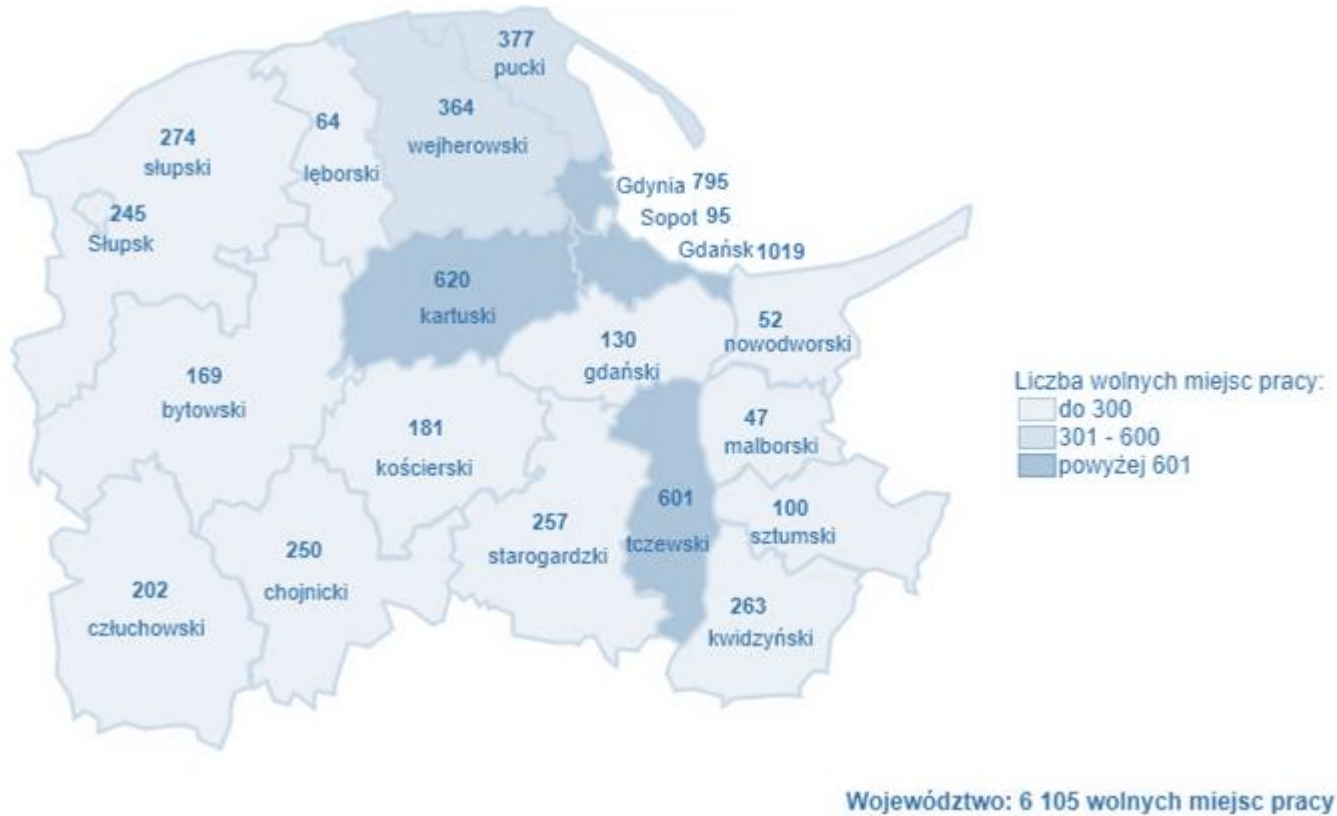 377
pucki
364
wejherowski
64
lęborski
274
słupski
245
Słupsk
Gdynia 795
Sopot 95
Gdańsk 1019
620
kartuski
130
gdański
52
nowodworski
169
bytowski
181
kościerski
47
malborski
601
tczewski
100
sztumski
257
starogardzki
250
chojnicki
202
człuchowski
263
kwidzyński
Liczba wolnych miejsc pracy:
do 300
301 - 600
powyżej 601
Województwo: 6 105 wolnych miejsc pracy